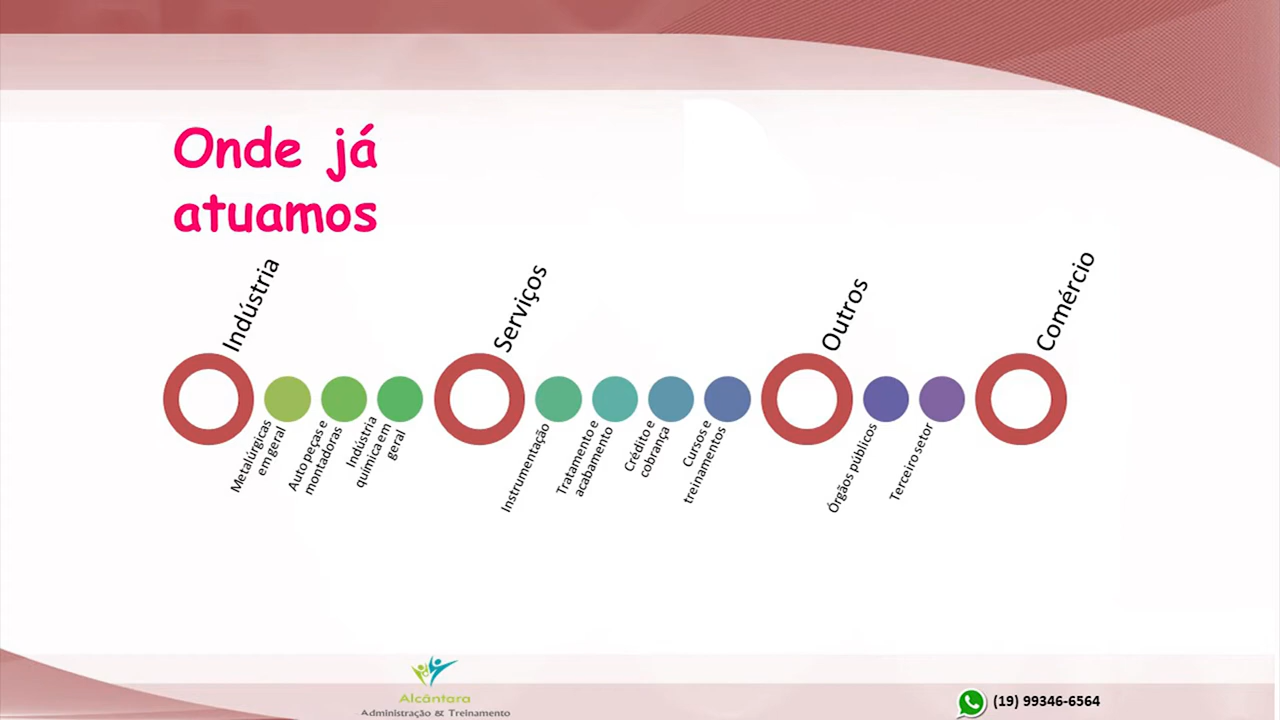 Onde já
atuamos
Indústria
Metalúrgicas
em geral
Auto peças e
montadoras
Indústria
química em
geral
Serviços
Instrumentação
Tratamento e
acabamento
Crédito e
cobrança
Cursos e
treinamentos
Outros
Órgãos públicos
Terceiro setor
Comércio
Alcântara
Administração & Treinamento
(19) 99346-6564